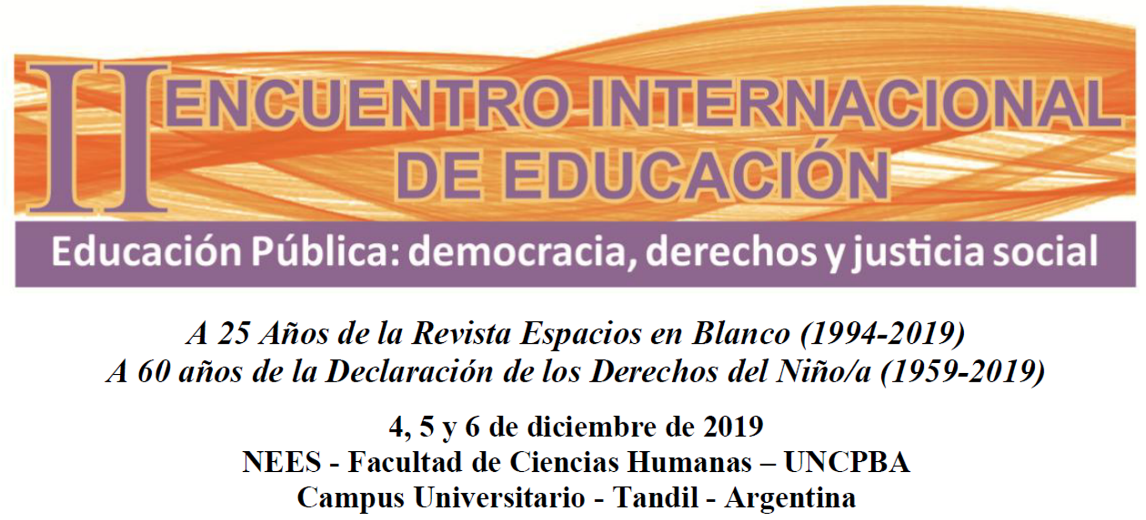 II ENCUENTRO INTERNACIONAL
DE EDUCACIÓN
Educación Pública: democracia, derechos y justicia social
A 25 Años de la Revista Espacios en Blanco (1994-2019)
A 60 años de la Declaración de los Derechos del Niño/a (1959-2019)
4, 5 y 6 de diciembre de 2019
NEES - Facultad de Ciencias Humanas – UNCPBA
Campus Universitario - Tandil - Argentina